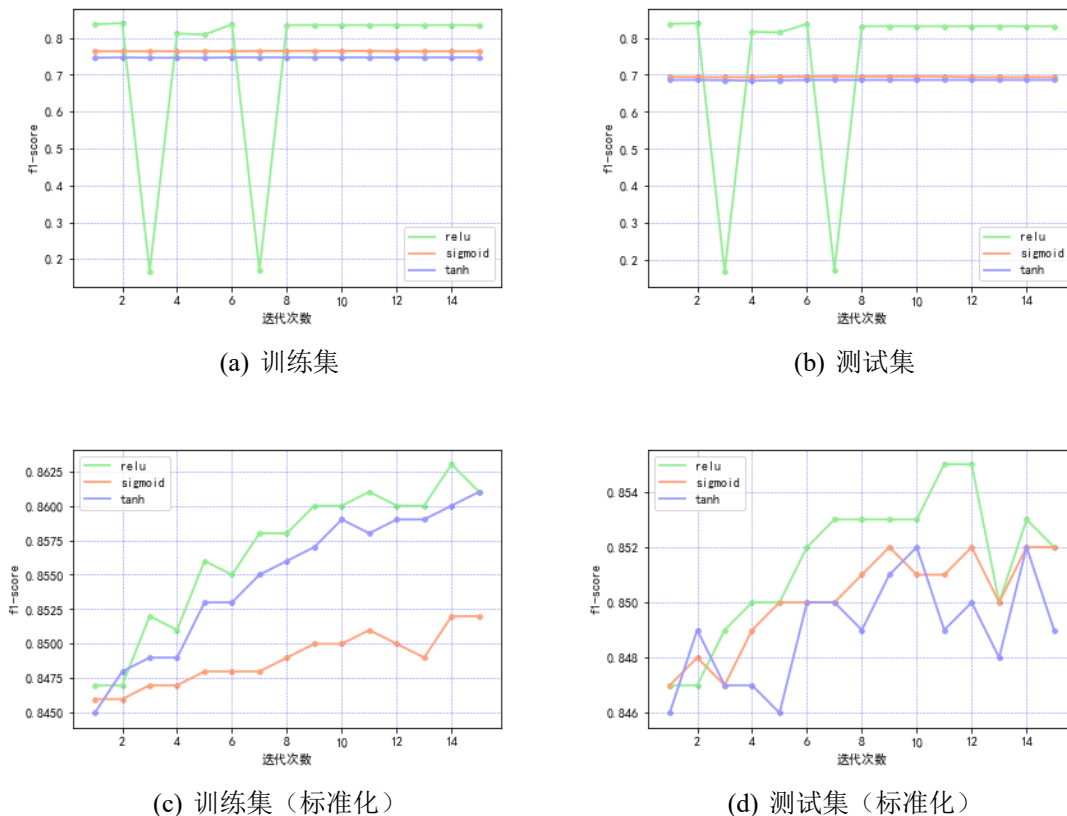 f1-score
0.8
0.7
0.6
0.5
0.4
0.3
0.2
relu
sigmoid
tanh
2 4 6 8 10 12 14
迭代次数
(a) 训练集
f1-score
0.8
0.7
0.6
0.5
0.4
0.3
0.2
relu
sigmoid
tanh
2 4 6 8 10 12 14
迭代次数
(b) 测试集
f1-score
0.8625
0.8600
0.8575
0.8550
0.8525
0.8500
0.8475
0.8450
relu
sigmoid
tanh
2 4 6 8 10 12 14
迭代次数
(c) 训练集（标准化）
f1-score
0.854
0.852
0.850
0.848
0.846
relu
sigmoid
tanh
2 4 6 8 10 12 14
迭代次数
(d) 测试集（标准化）